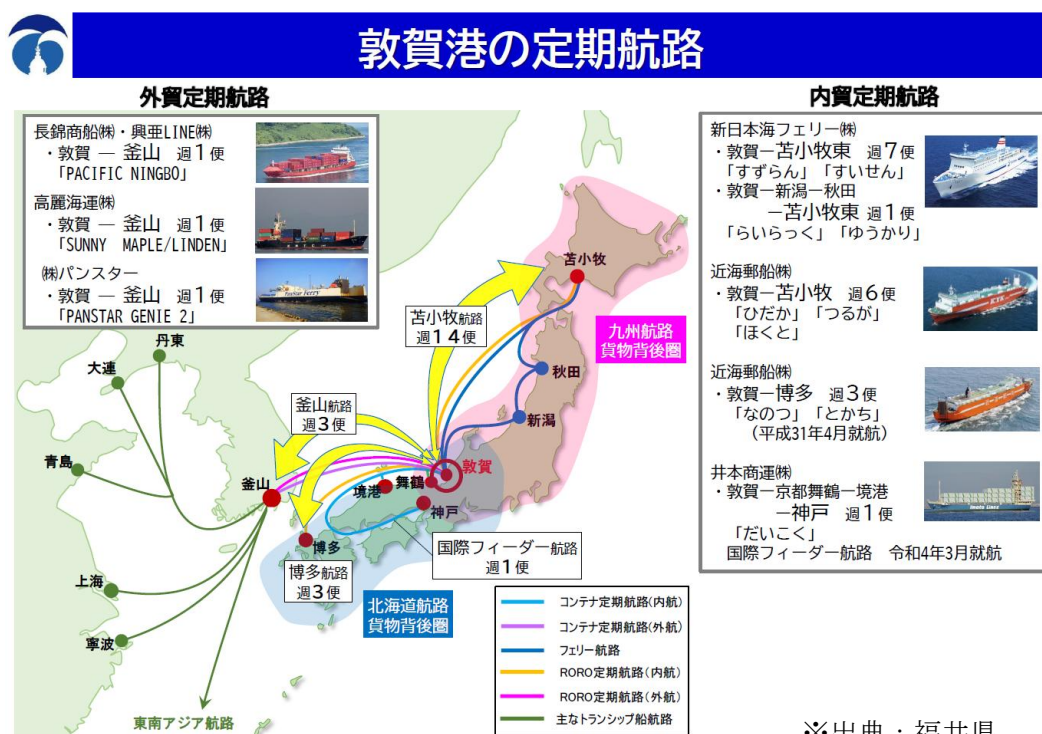 敦賀港の定期航路
外貿定期航路
長錦商船㈱・興亜LINE㈱
・敦賀 ― 釜山 週1便
「PACIFIC NINGBO」
高麗海運㈱
・敦賀 ― 釜山 週1便
「SUNNY MAPLE/LINDEN」
㈱パンスター
・敦賀 ― 釜山 週1便
「PANSTAR GENIE 2」
内貿定期航路
新日本海フェリー㈱
・敦賀―苫小牧東 週7便
「すずらん」「すいせん」
・敦賀―新潟―秋田
―苫小牧東 週1便
「らいらっく」「ゆうかり」
近海郵船㈱
・敦賀―苫小牧 週6便
「ひだか」「つるが」
「ほくと」
近海郵船㈱
・敦賀―博多 週3便
「なのつ」「とかち」
（平成31年4月就航）
井本商運㈱
・敦賀―京都舞鶴―境港
―神戸 週1便
「だいこく」
国際フィーダー航路 令和4年3月就航
苫小牧
苫小牧航路
週14便
九州航路
貨物背後圏
秋田
新潟
丹東
大連
釜山航路
週3便
青島
釜山
敦賀
舞鶴
境港
神戸
博多
国際フィーダー航路
週1便
博多航路
週3便
上海
寧波
北海道航路
貨物背後圏
東南アジア航路
コンテナ定期航路(内航)
コンテナ定期航路(外航)
フェリー航路
RORO定期航路(内航)
RORO定期航路(外航)
主なトランシップ船航路
※出典：福井県